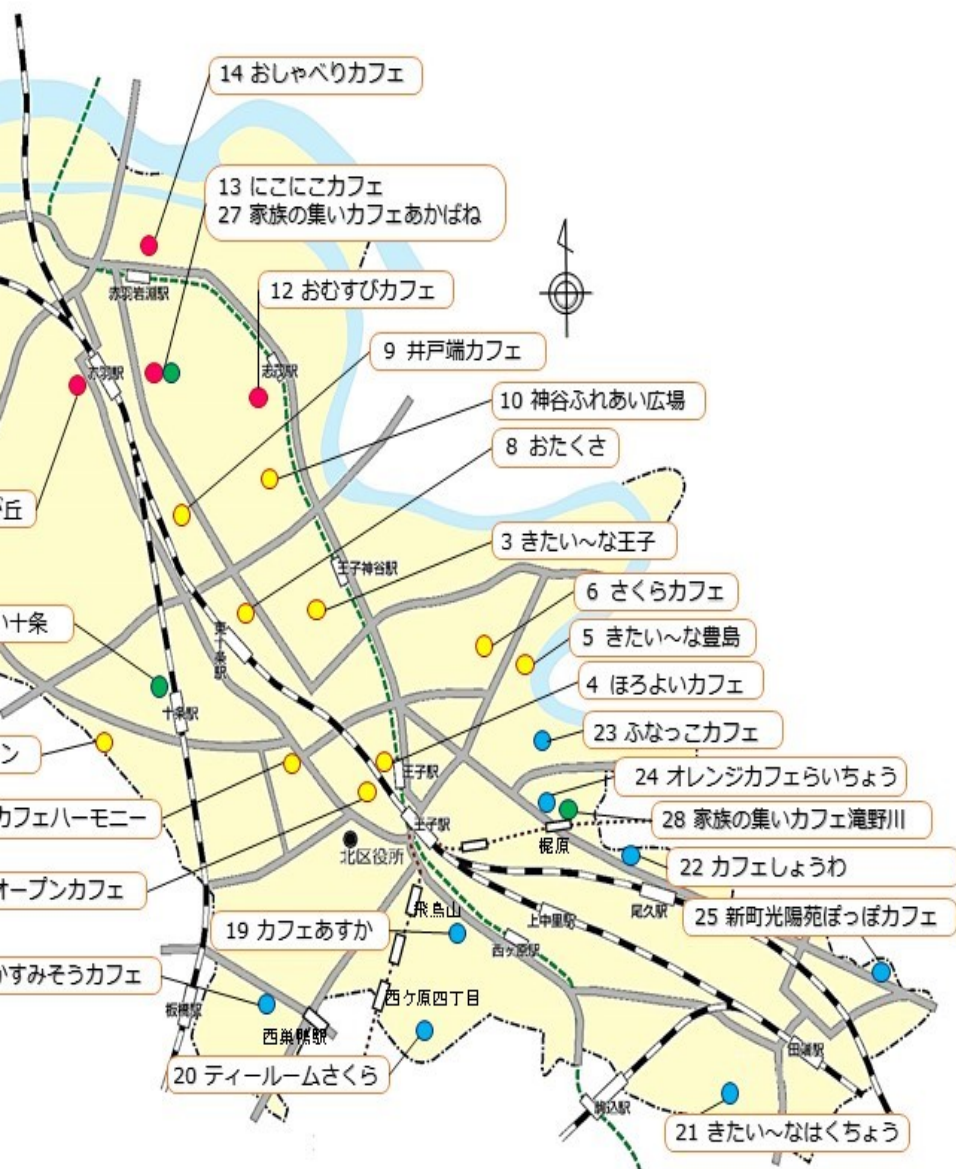 14 おしゃべりカフェ
13 にこにこカフェ
27 家族の集いカフェあかばね
赤羽岩淵駅
12 おむすびカフェ
9 井戸端カフェ
志茂駅
赤羽駅
10 神谷ふれあい広場
8 おたくさ
が丘
3 きたい～な王子
王子神谷駅
6 さくらカフェ
い十条
5 きたい～な豊島
東十条駅
4 ほろよいカフェ
十条駅
23 ふなっこカフェ
ン
王子駅
24 オレンジカフェらいちょう
カフェハーモニー
王子駅
28 家族の集いカフェ滝野川
梶原
北区役所
22 カフェしょうわ
オープンカフェ
尾久駅
飛鳥山
上中里駅
25 新町光陽苑ぽっぽカフェ
19 カフェあすか
西ヶ原駅
かすみそうカフェ
西ケ原四丁目
板橋駅
西巣鴨駅
田端駅
20 ティールームさくら
駒込駅
21 きたい～なはくちょう